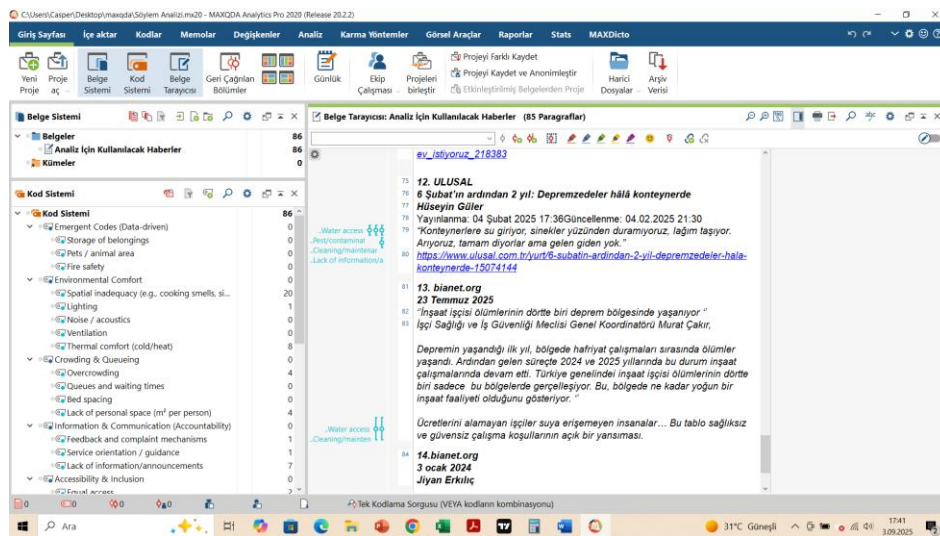 C:\Users\Casper\Desktop\maxqda\Söylem Analizi.mx20 - MAXQDA Analytics Pro 2020 (Release 20.2.2)
Giriş Sayfası İçe aktar Kodlar Memolar Değişkenler Analiz Karma Yöntemler Görsel Araçlar Raporlar Stats MAXDicto
Yeni Proje
Proje aç
Belge Sistemi
Kod Sistemi
Belge Tarayıcısı
Geri Çağrılan Bölümler
Günlük
Ekip Çalışması
Projeleri birleştir
Projeyi Farklı Kaydet
Projeyi Kaydet ve Anonimleştir
Etkinleştirilmiş Belgelerden Proje
Harici Dosyalar
Arşiv Verisi
Belge Sistemi
Belgeler 86
Analiz İçin Kullanılacak Haberler 86
Kümeler 0
Kod Sistemi
Kod Sistemi 86
Emergent Codes (Data-driven) 0
Storage of belongings 0
Pets / animal area 0
Fire safety 0
Environmental Comfort 0
Spatial inadequacy (e.g., cooking smells, si... 20
Lighting 1
Noise / acoustics 0
Ventilation 0
Thermal comfort (cold/heat) 8
Crowding & Queueing 0
Overcrowding 4
Queues and waiting times 0
Bed spacing 0
Lack of personal space (m² per person) 4
Information & Communication (Accountability) 0
Feedback and complaint mechanisms 1
Service orientation / guidance 1
Lack of information/announcements 7
Accessibility & Inclusion 0
Equal access
Belge Tarayıcısı: Analiz İçin Kullanılacak Haberler (85 Paragraflar)
ev_istiyoruz_218383
75 12. ULUSAL
76 6 Şubat'ın ardından 2 yıl: Depremzedeler hâlâ konteynerde
77 Hüseyin Güler
78 Yayınlanma: 04 Şubat 2025 17:36Güncellenme: 04.02.2025 21:30
..Water access
79 "Konteynerlere su giriyor, sinekler yüzünden duramıyoruz, lağım taşıyor.
..Pest/contaminat
..Cleaning/maintenar
Arıyoruz, tamam diyorlar ama gelen giden yok."
..Lack of information/a
80 https://www.ulusal.com.tr/yurt/6-subatin-ardindan-2-yil-depremzedeler-hala-
konteynerde-15074144
81 13. bianet.org
23 Temmuz 2025
82 "İnşaat işçisi ölümlerinin dörtte biri deprem bölgesinde yaşanıyor "
83 İşçi Sağlığı ve İş Güvenliği Meclisi Genel Koordinatörü Murat Çakır,
Depremin yaşandığı ilk yıl, bölgede hafriyat çalışmaları sırasında ölümler
yaşandı. Ardından gelen süreçte 2024 ve 2025 yıllarında bu durum inşaat
çalışmalarında devam etti. Türkiye genelindei inşaat işçisi ölümlerinin dörtte
biri sadece bu bölgelerde gerçelleşiyor. Bu, bölgede ne kadar yoğun bir
inşaat faaliyeti olduğunu gösteriyor. "
..Water access
..Cleaning/mainten
Ücretlerini alamayan işçiler suya erişemeyen insanalar… Bu tablo sağlıksız
ve güvensiz çalışma koşullarının açık bir yansıması.
84 14.bianet.org
3 ocak 2024
Jiyan Erkılıç
0 0 0 0 0 0 Tek Kodlama Sorgusu (VEYA kodların kombinasyonu)
Ara
31°C Güneşli
17:41
3.09.2025